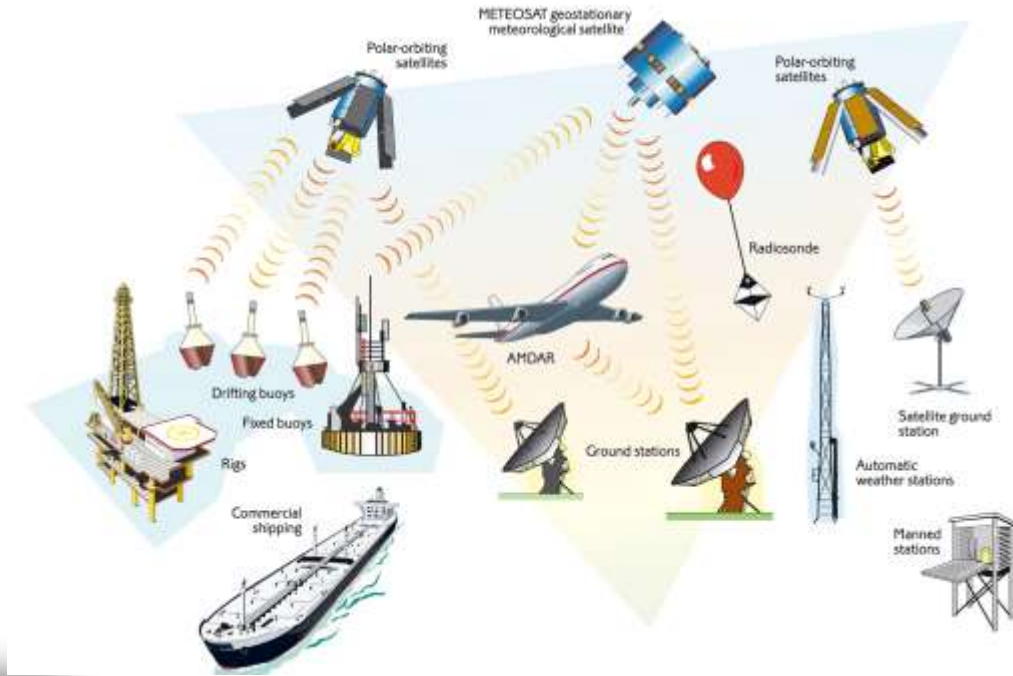 METEOSAT geostationary
meteorological satellite
Polar-orbiting
satellites
Polar-orbiting
satellites
Radiosonde
AMDAR
Drifting buoys
Fixed buoys
Rigs
Ground stations
Satellite ground
station
Automatic
weather stations
Commercial
shipping
Manned
stations